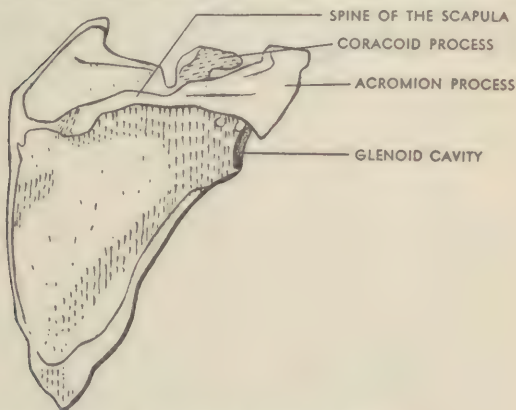 SPINE OF THE SCAPULA
CORACOID PROCESS
ACROMION PROCESS
GLENOID CAVITY